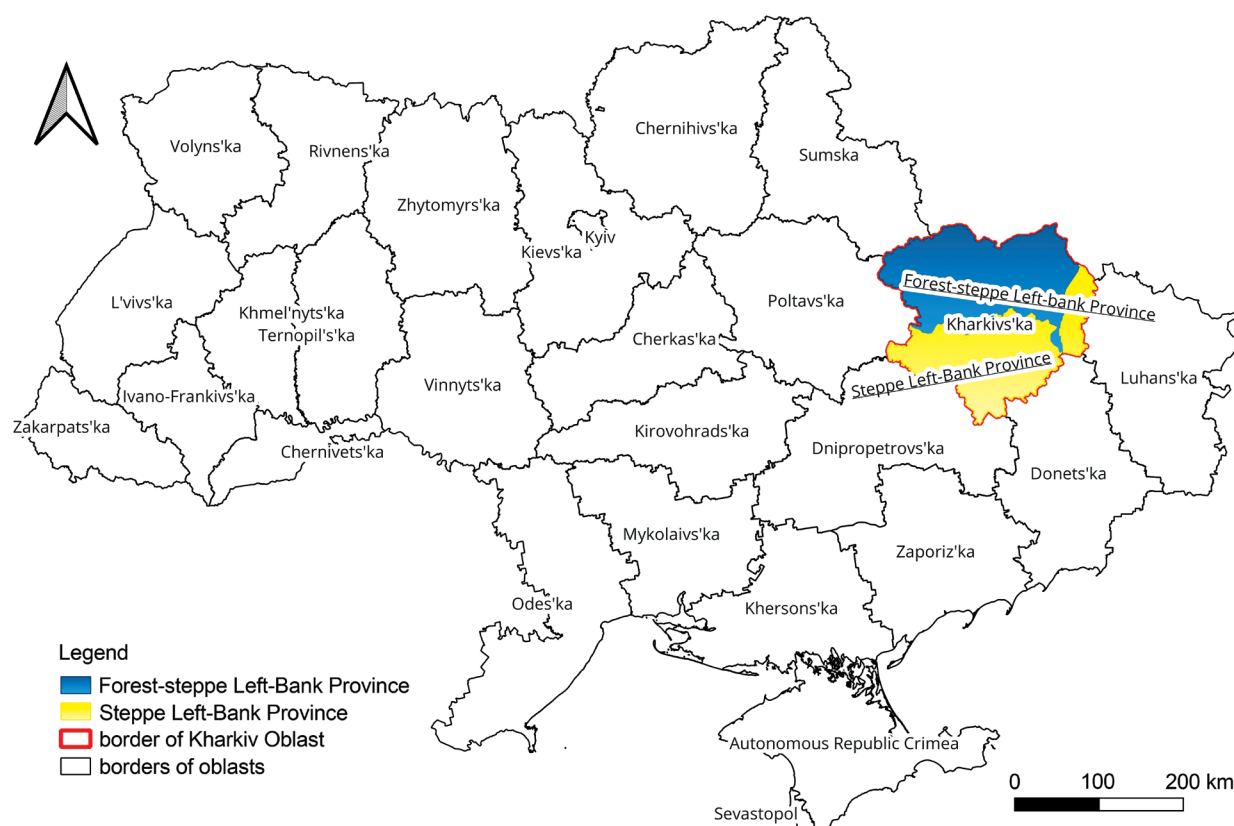 Chernihivs'ka
Volyns'ka
Rivnens'ka
Sumska
Zhytomyrs'ka
Kyiv
Kievs'ka
Forest-steppe Left-bank Province
L'vivs'ka
Poltavs'ka
Khmel'nyts'ka
Kharkivs'ka
Ternopil's'ka
Cherkas'ka
Luhans'ka
Vinnyts'ka
Steppe Left-Bank Province
Ivano-Frankivs'ka
Zakarpats'ka
Kirovohrads'ka
Chernivets'ka
Dnipropetrovs'ka
Donets'ka
Mykolaivs'ka
Zaporiz'ka
Odes'ka
Khersons'ka
Autonomous Republic Crimea
Sevastopol
Legend
Forest-steppe Left-Bank Province
Steppe Left-Bank Province
border of Kharkiv Oblast
borders of oblasts
0 100 200 km